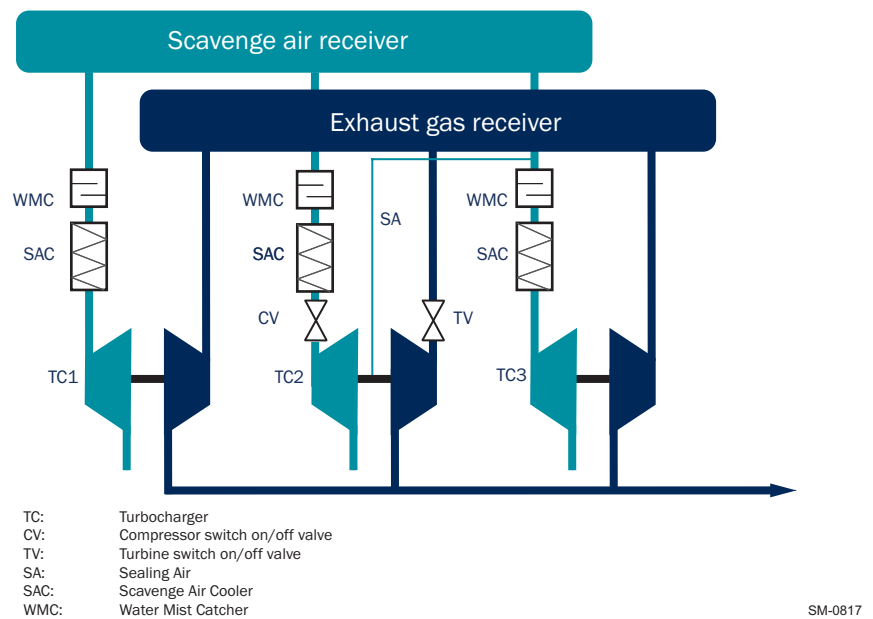 Scavenge air receiver
Exhaust gas receiver
WMC
WMC
WMC
SA
SAC
SAC
SAC
CV
TV
TC1
TC2
TC3
TC: Turbocharger
CV: Compressor switch on/off valve
TV: Turbine switch on/off valve
SA: Sealing Air
SAC: Scavenge Air Cooler
WMC: Water Mist Catcher
SM-0817